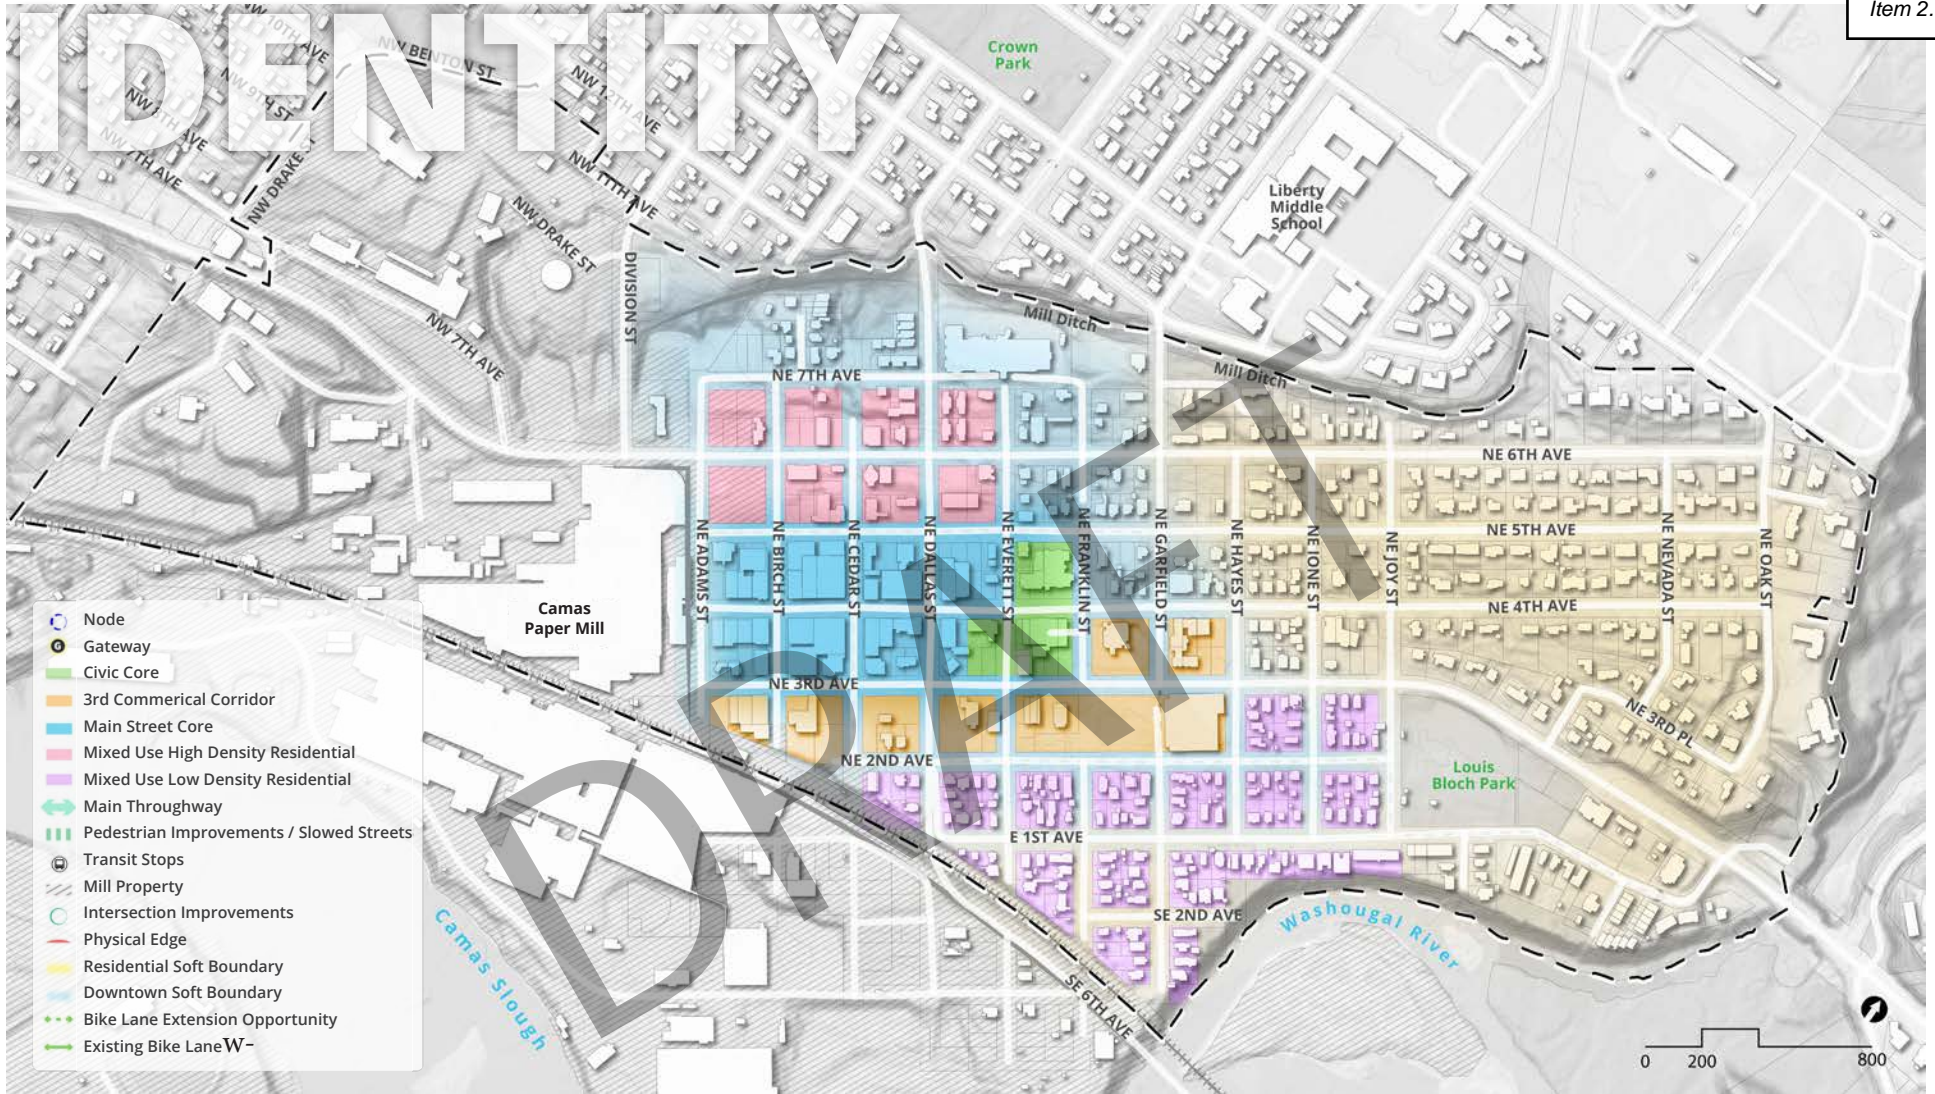 IDENTITY
Item 2.
NW 10TH AVE
NW BENTON ST
NW 9TH ST
NW 12TH AVE
NW 8TH AVE
NW 7TH AVE
NW DRAKE ST
NW 11TH AVE
NW DRAKE ST
Crown
Park
Liberty
Middle
School
DIVISION ST
NW 7TH AVE
Mill Ditch
Mill Ditch
NE 7TH AVE
NE 6TH AVE
NE 5TH AVE
NE 4TH AVE
NE ADAMS ST
NE BIRCH ST
NE CEDAR ST
NE DALLAS ST
NE EVERETT ST
NE FRANKLIN ST
NE GARFIELD ST
NE HAYES ST
NE IONE ST
NE JOY ST
NE NEVADA ST
NE OAK ST
Camas
Paper Mill
NE 3RD AVE
NE 3RD PL
NE 2ND AVE
Louis
Bloch Park
E 1ST AVE
SE 2ND AVE
Washougal River
SE 6TH AVE
Camas Slough
DRAFT
Node
G
Gateway
Civic Core
3rd Commerical Corridor
Main Street Core
Mixed Use High Density Residential
Mixed Use Low Density Residential
Main Throughway
Pedestrian Improvements / Slowed Streets
Transit Stops
Mill Property
Intersection Improvements
Physical Edge
Residential Soft Boundary
Downtown Soft Boundary
Bike Lane Extension Opportunity
Existing Bike LaneW-
0 200 800